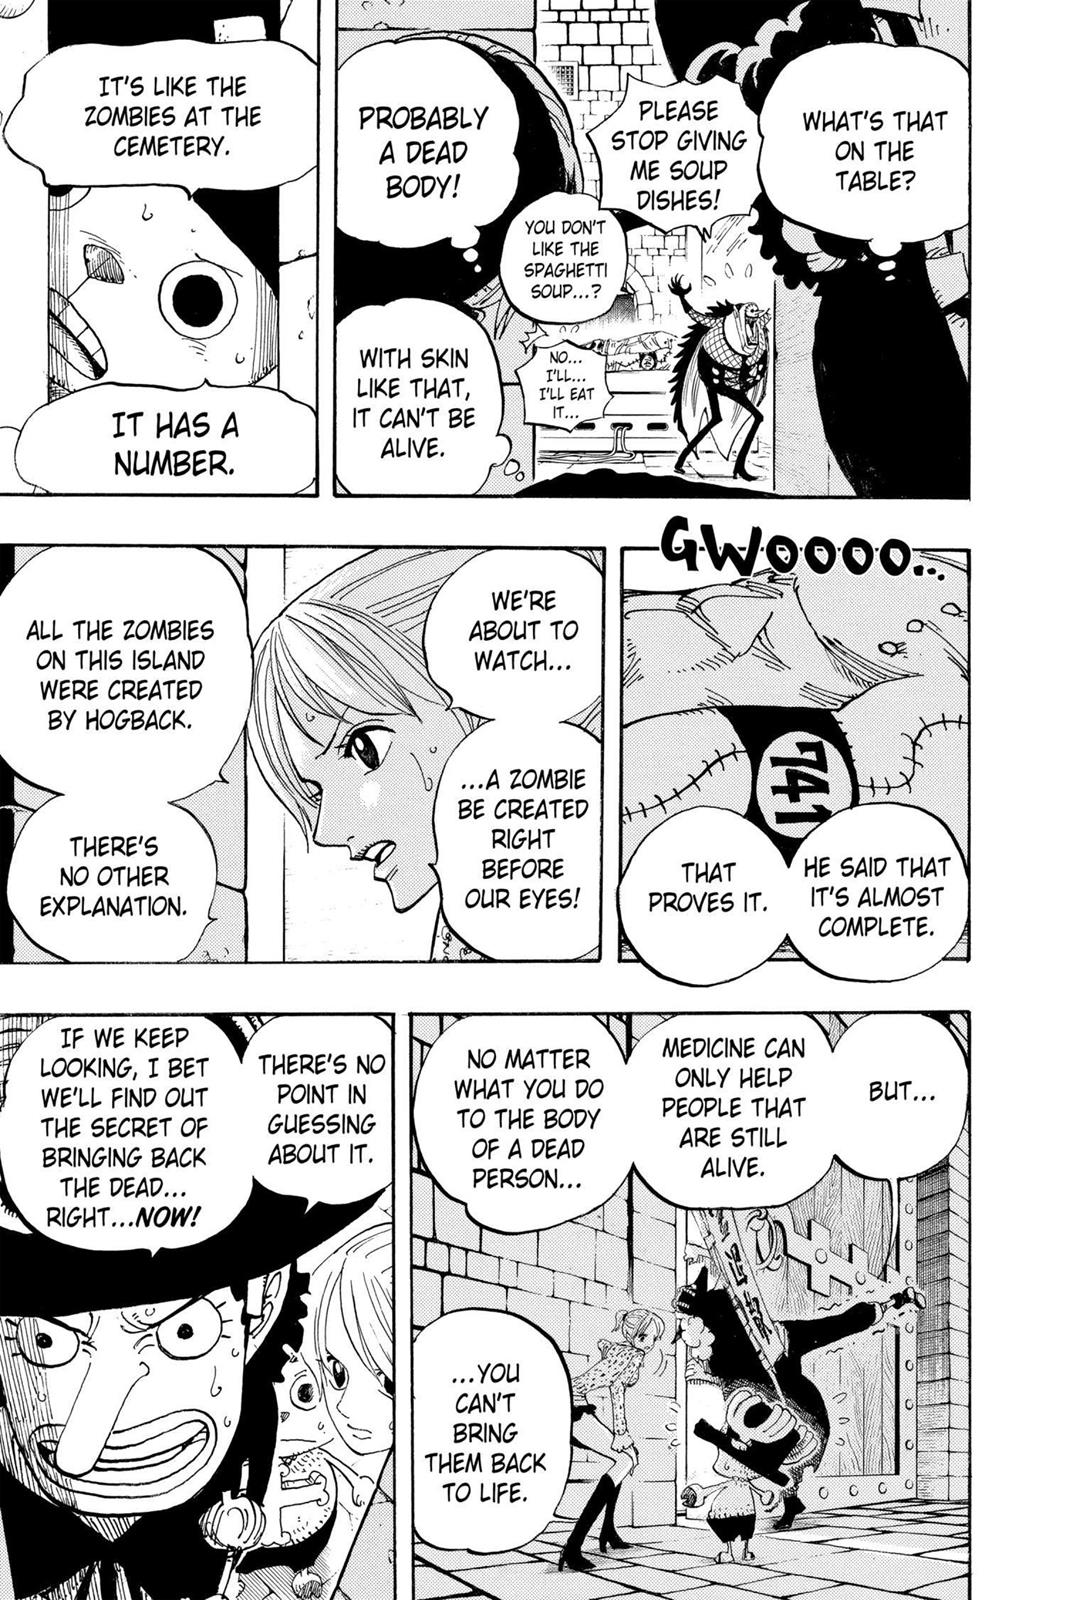 WHAT'S THAT
ON THE
TABLE?
PLEASE
STOP GIVING
ME SOUP
DISHES!
YOU DON'T
LIKE THE
SPAGHETTI
SOUP...?
NO...
I'LL...
I'LL EAT
IT...
PROBABLY
A DEAD
BODY!
WITH SKIN
LIKE THAT,
IT CAN'T BE
ALIVE.
IT'S LIKE THE
ZOMBIES AT THE
CEMETERY.
IT HAS A
NUMBER.
GWOOOO...
741
HE SAID THAT
IT'S ALMOST
COMPLETE.
THAT
PROVES IT.
WE'RE
ABOUT TO
WATCH...
...A ZOMBIE
BE CREATED
RIGHT
BEFORE
OUR EYES!
ALL THE ZOMBIES
ON THIS ISLAND
WERE CREATED
BY HOGBACK.
THERE'S
NO OTHER
EXPLANATION.
BUT...
MEDICINE CAN
ONLY HELP
PEOPLE THAT
ARE STILL
ALIVE.
NO MATTER
WHAT YOU DO
TO THE BODY
OF A DEAD
PERSON...
...YOU
CAN'T
BRING
THEM BACK
TO LIFE.
THERE'S NO
POINT IN
GUESSING
ABOUT IT.
IF WE KEEP
LOOKING, I BET
WE'LL FIND OUT
THE SECRET OF
BRINGING BACK
THE DEAD...
RIGHT...NOW!